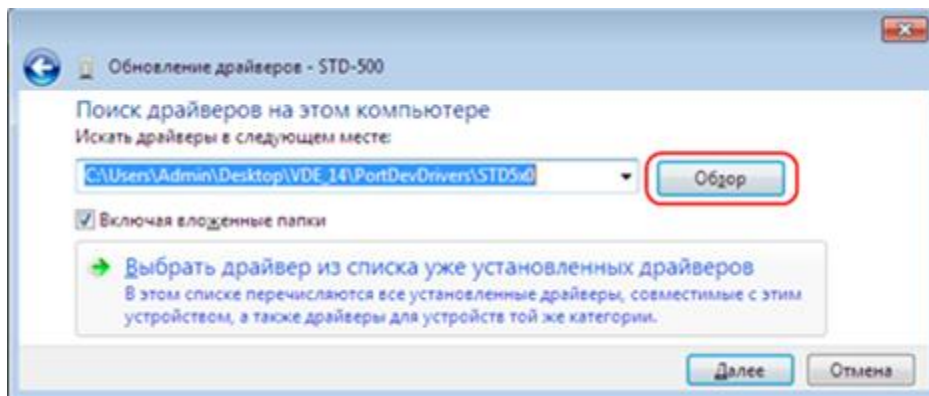 Обновление драйверов - STD-500
Поиск драйверов на этом компьютере
Искать драйверы в следующем месте:
C:\Users\Admin\Desktop\VDE_14\PortDevDrivers\STD5x0
Обзор
Включая вложенные папки
Выбрать драйвер из списка уже установленных драйверов
В этом списке перечисляются все установленные драйверы, совместимые с этим
устройством, а также драйверы для устройств той же категории.
Далее
Отмена